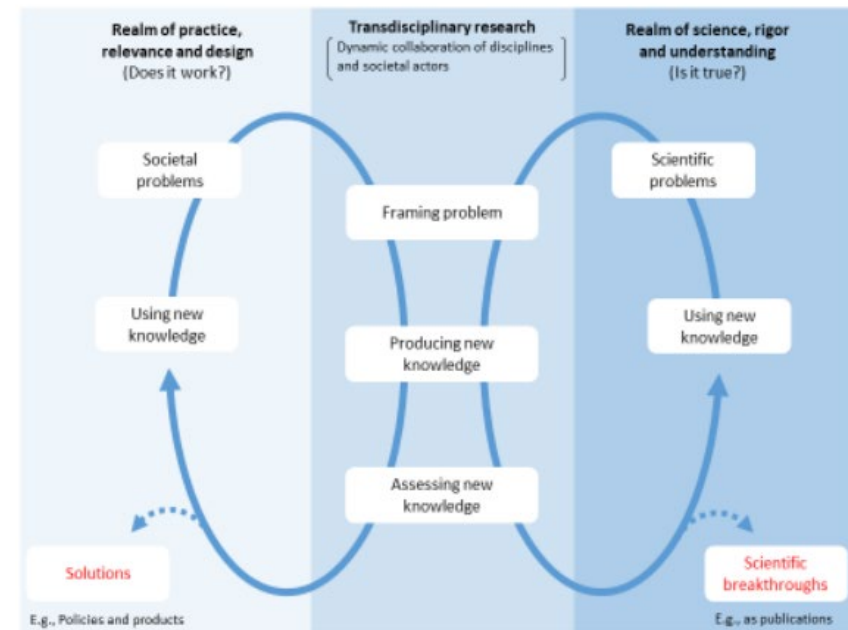 Realm of practice,
relevance and design
(Does it work?)
Transdisciplinary research
Dynamic collaboration of disciplines
and societal actors
Realm of science, rigor
and understanding
(Is it true?)
Societal
problems
Scientific
problems
Framing problem
Using new
knowledge
Producing new
knowledge
Using new
knowledge
Assessing new
knowledge
Solutions
Scientific
breakthroughs
E.g., Policies and products
E.g., as publications